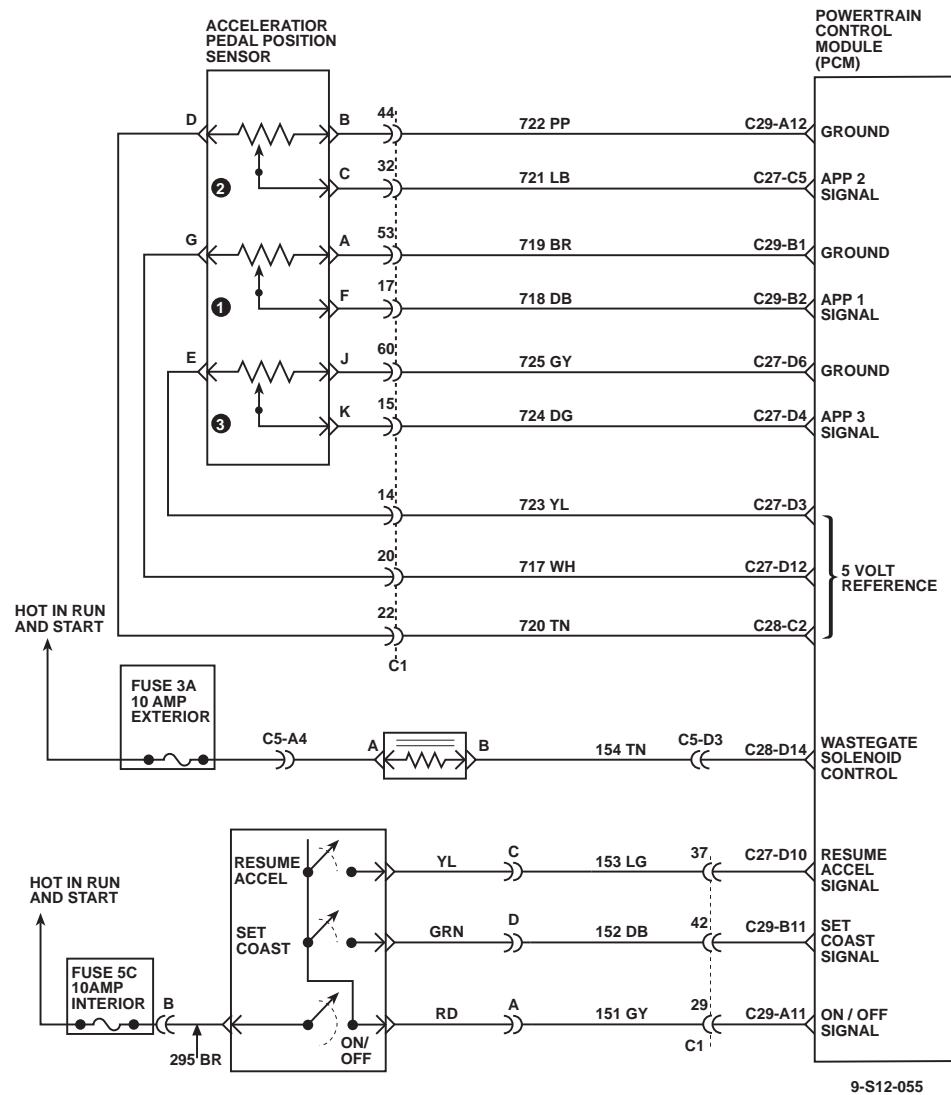 ACCELERATIOR
PEDAL POSITION
SENSOR
POWERTRAIN
CONTROL
MODULE
(PCM)
D
B
44
722 PP
C29-A12
GROUND
2
C
32
721 LB
C27-C5
APP 2
SIGNAL
G
A
53
719 BR
C29-B1
GROUND
1
F
17
718 DB
C29-B2
APP 1
SIGNAL
E
J
60
725 GY
C27-D6
GROUND
3
K
15
724 DG
C27-D4
APP 3
SIGNAL
14
723 YL
C27-D3
20
717 WH
C27-D12
5 VOLT
REFERENCE
22
720 TN
C28-C2
C1
HOT IN RUN
AND START
FUSE 3A
10 AMP
EXTERIOR
C5-A4
A
B
154 TN
C5-D3
C28-D14
WASTEGATE
SOLENOID
CONTROL
HOT IN RUN
AND START
FUSE 5C
10AMP
INTERIOR
B
295 BR
RESUME
ACCEL
YL
C
153 LG
37
C27-D10
RESUME
ACCEL
SIGNAL
SET
COAST
GRN
D
152 DB
42
C29-B11
SET
COAST
SIGNAL
ON/
OFF
RD
A
151 GY
29
C29-A11
ON / OFF
SIGNAL
C1
9-S12-055